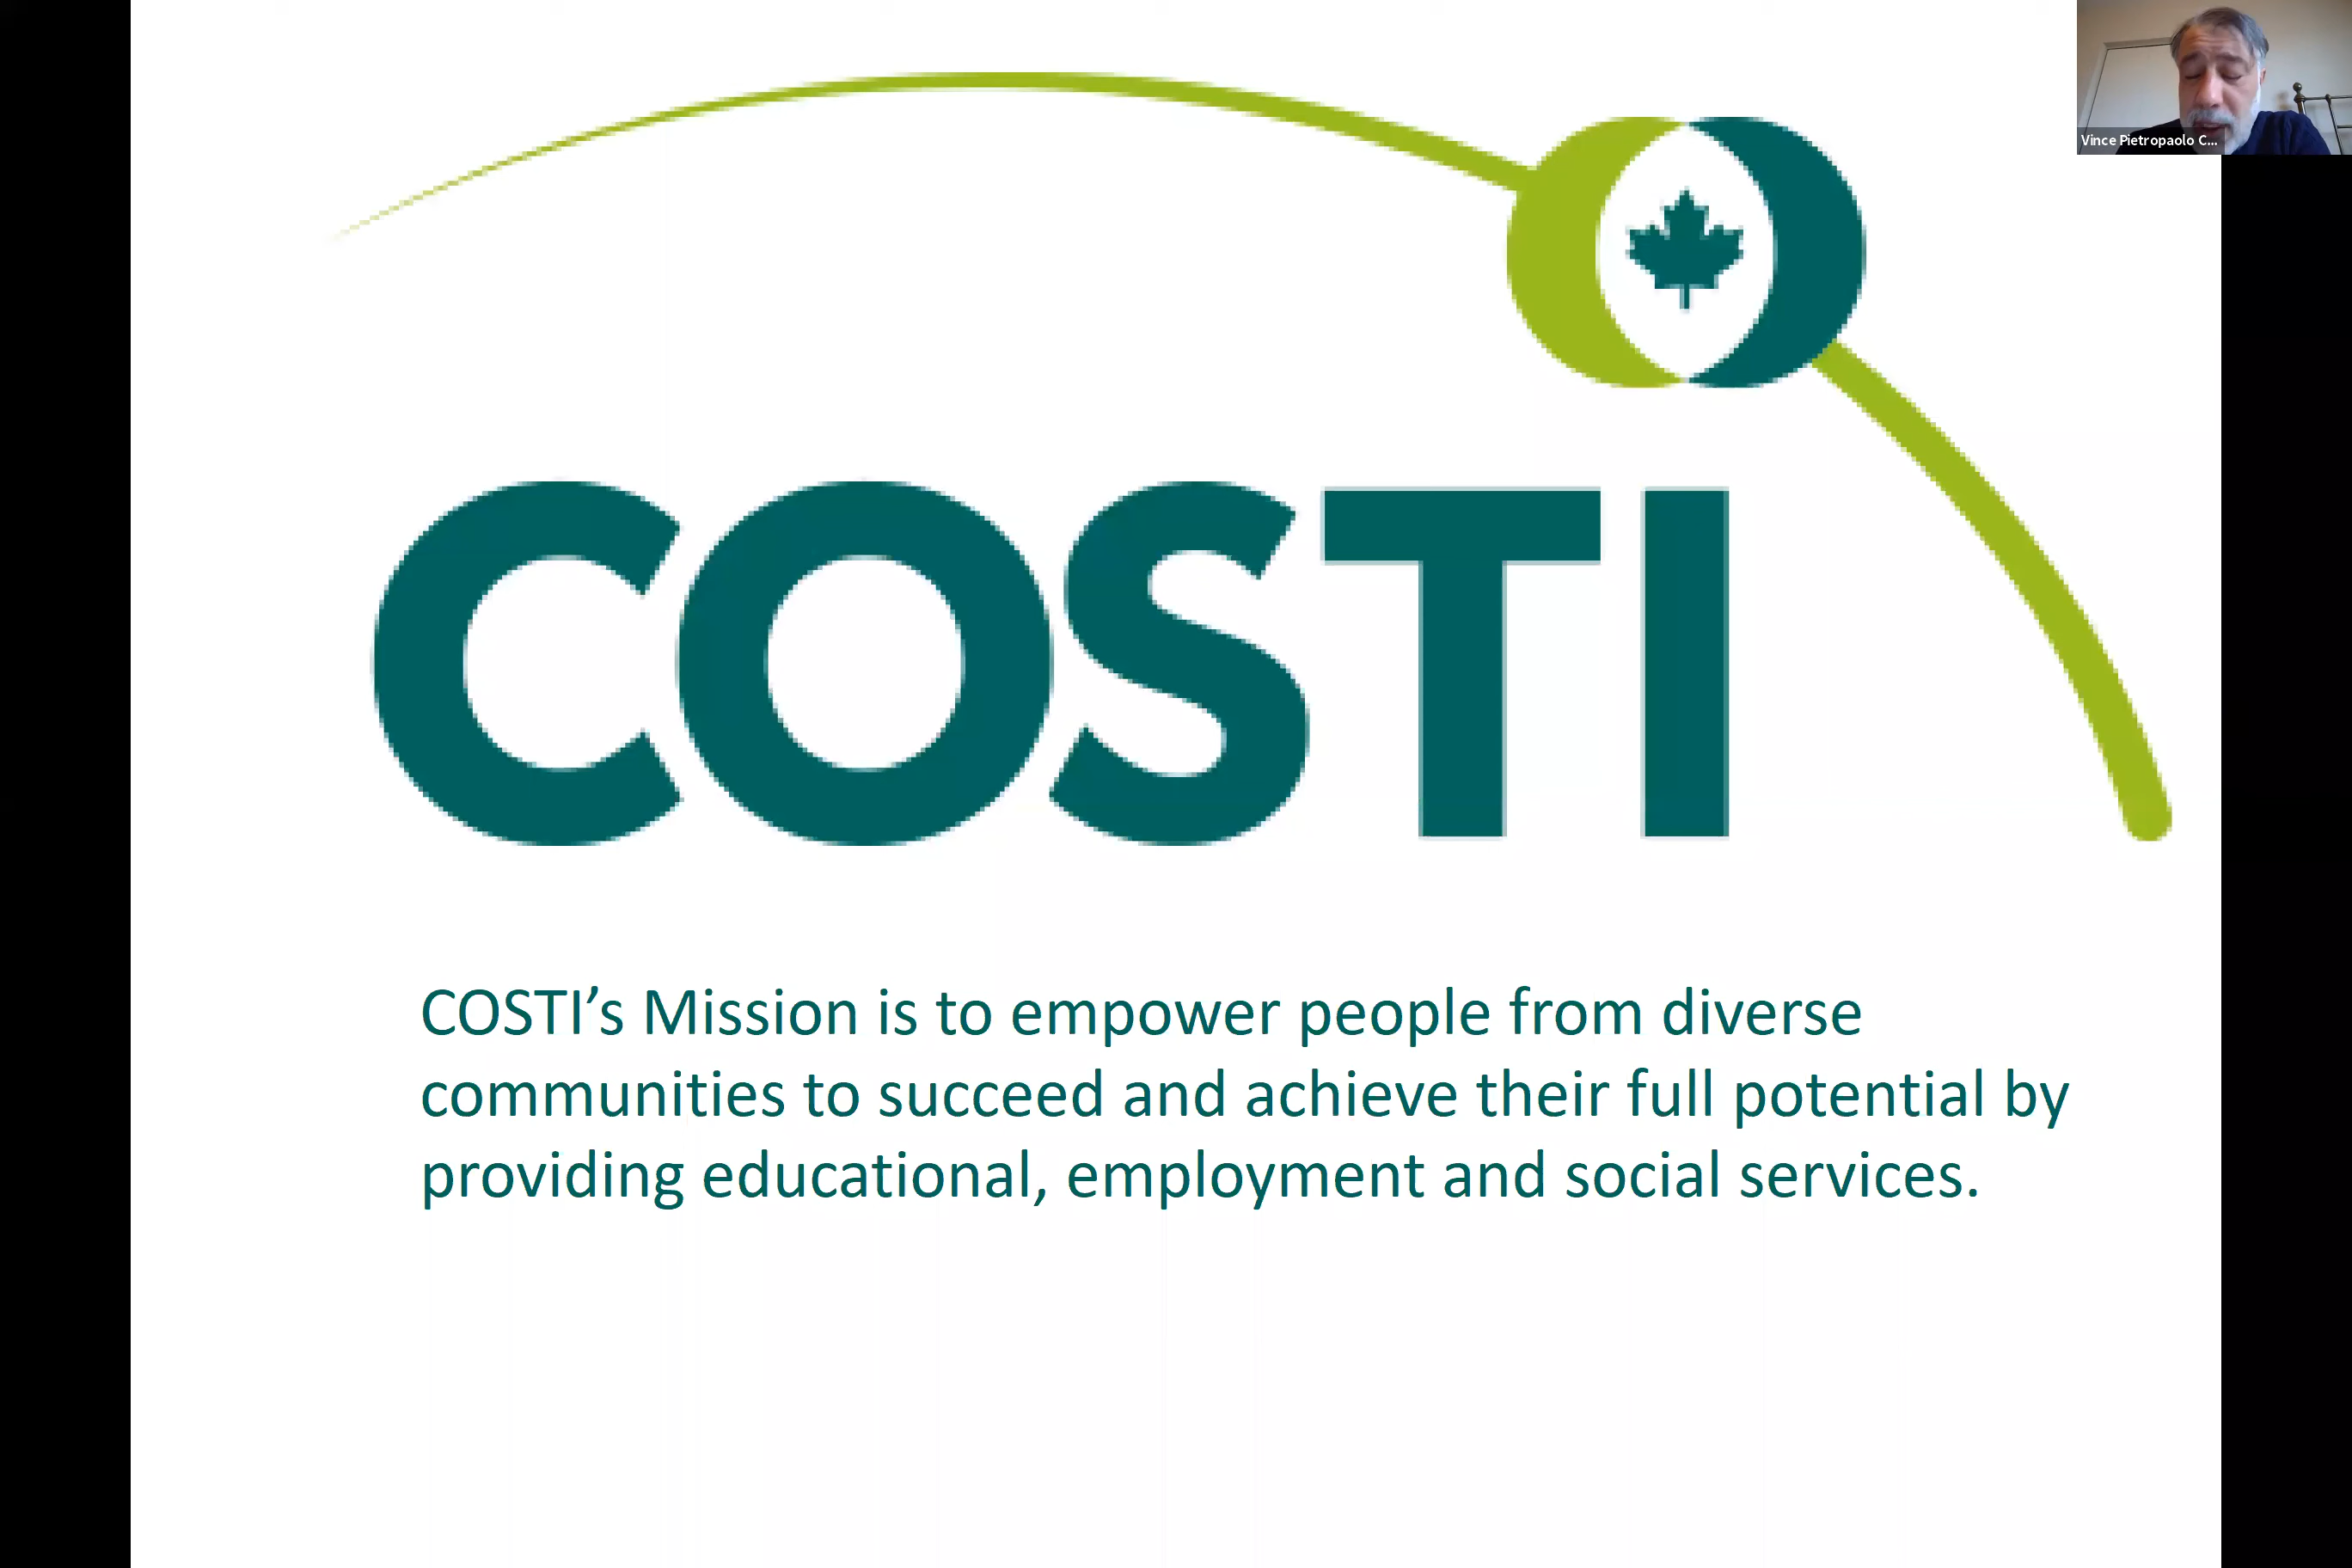 Vince Pietropaolo C...
COSTI
COSTI’s Mission is to empower people from diverse
communities to succeed and achieve their full potential by
providing educational, employment and social services.